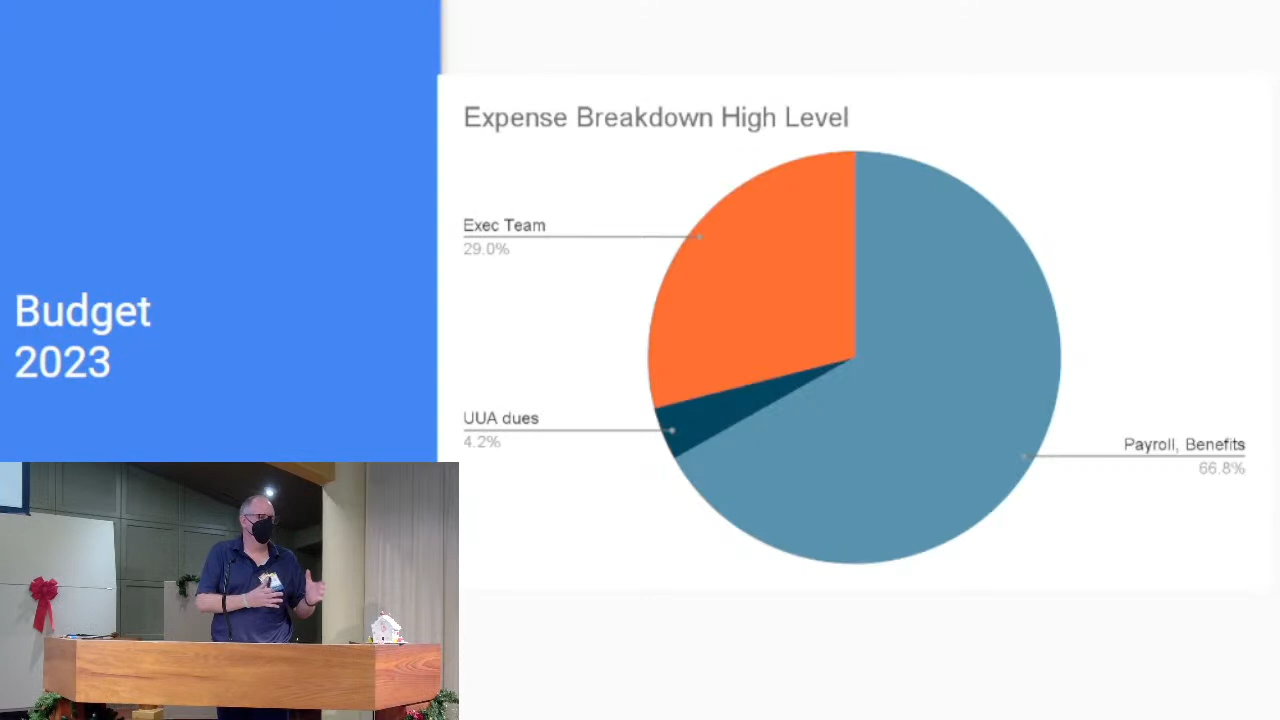 Budget
2023
Expense Breakdown High Level
Exec Team
29.0%
UUA dues
4.2%
Payroll, Benefits
66.8%